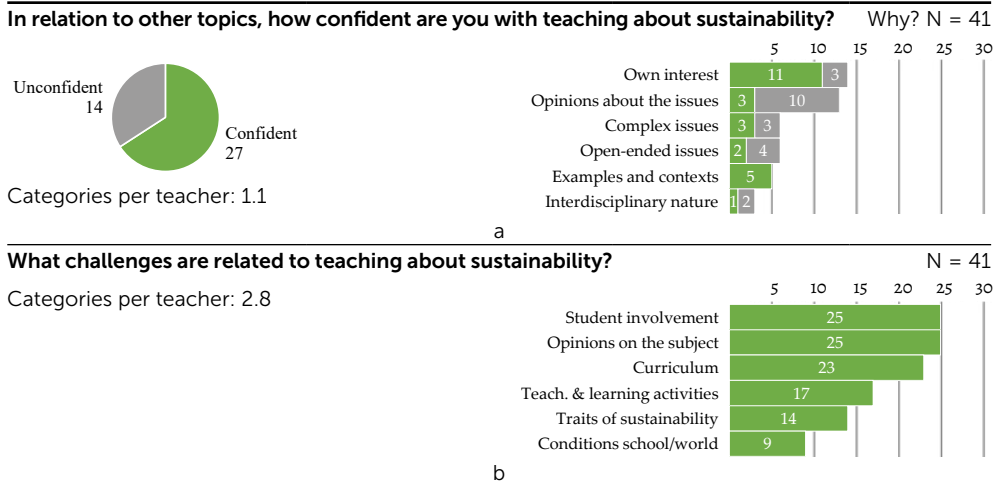 In relation to other topics, how confident are you with teaching about sustainability? Why? N = 41
5 10 15 20 25 30
Unconfident
14
Confident
27
Categories per teacher: 1.1
Own interest 11 3
Opinions about the issues 3 10
Complex issues 3 3
Open-ended issues 2 4
Examples and contexts 5
Interdisciplinary nature 1 2
a
What challenges are related to teaching about sustainability? N = 41
Categories per teacher: 2.8
5 10 15 20 25 30
Student involvement 25
Opinions on the subject 25
Curriculum 23
Teach. & learning activities 17
Traits of sustainability 14
Conditions school/world 9
b